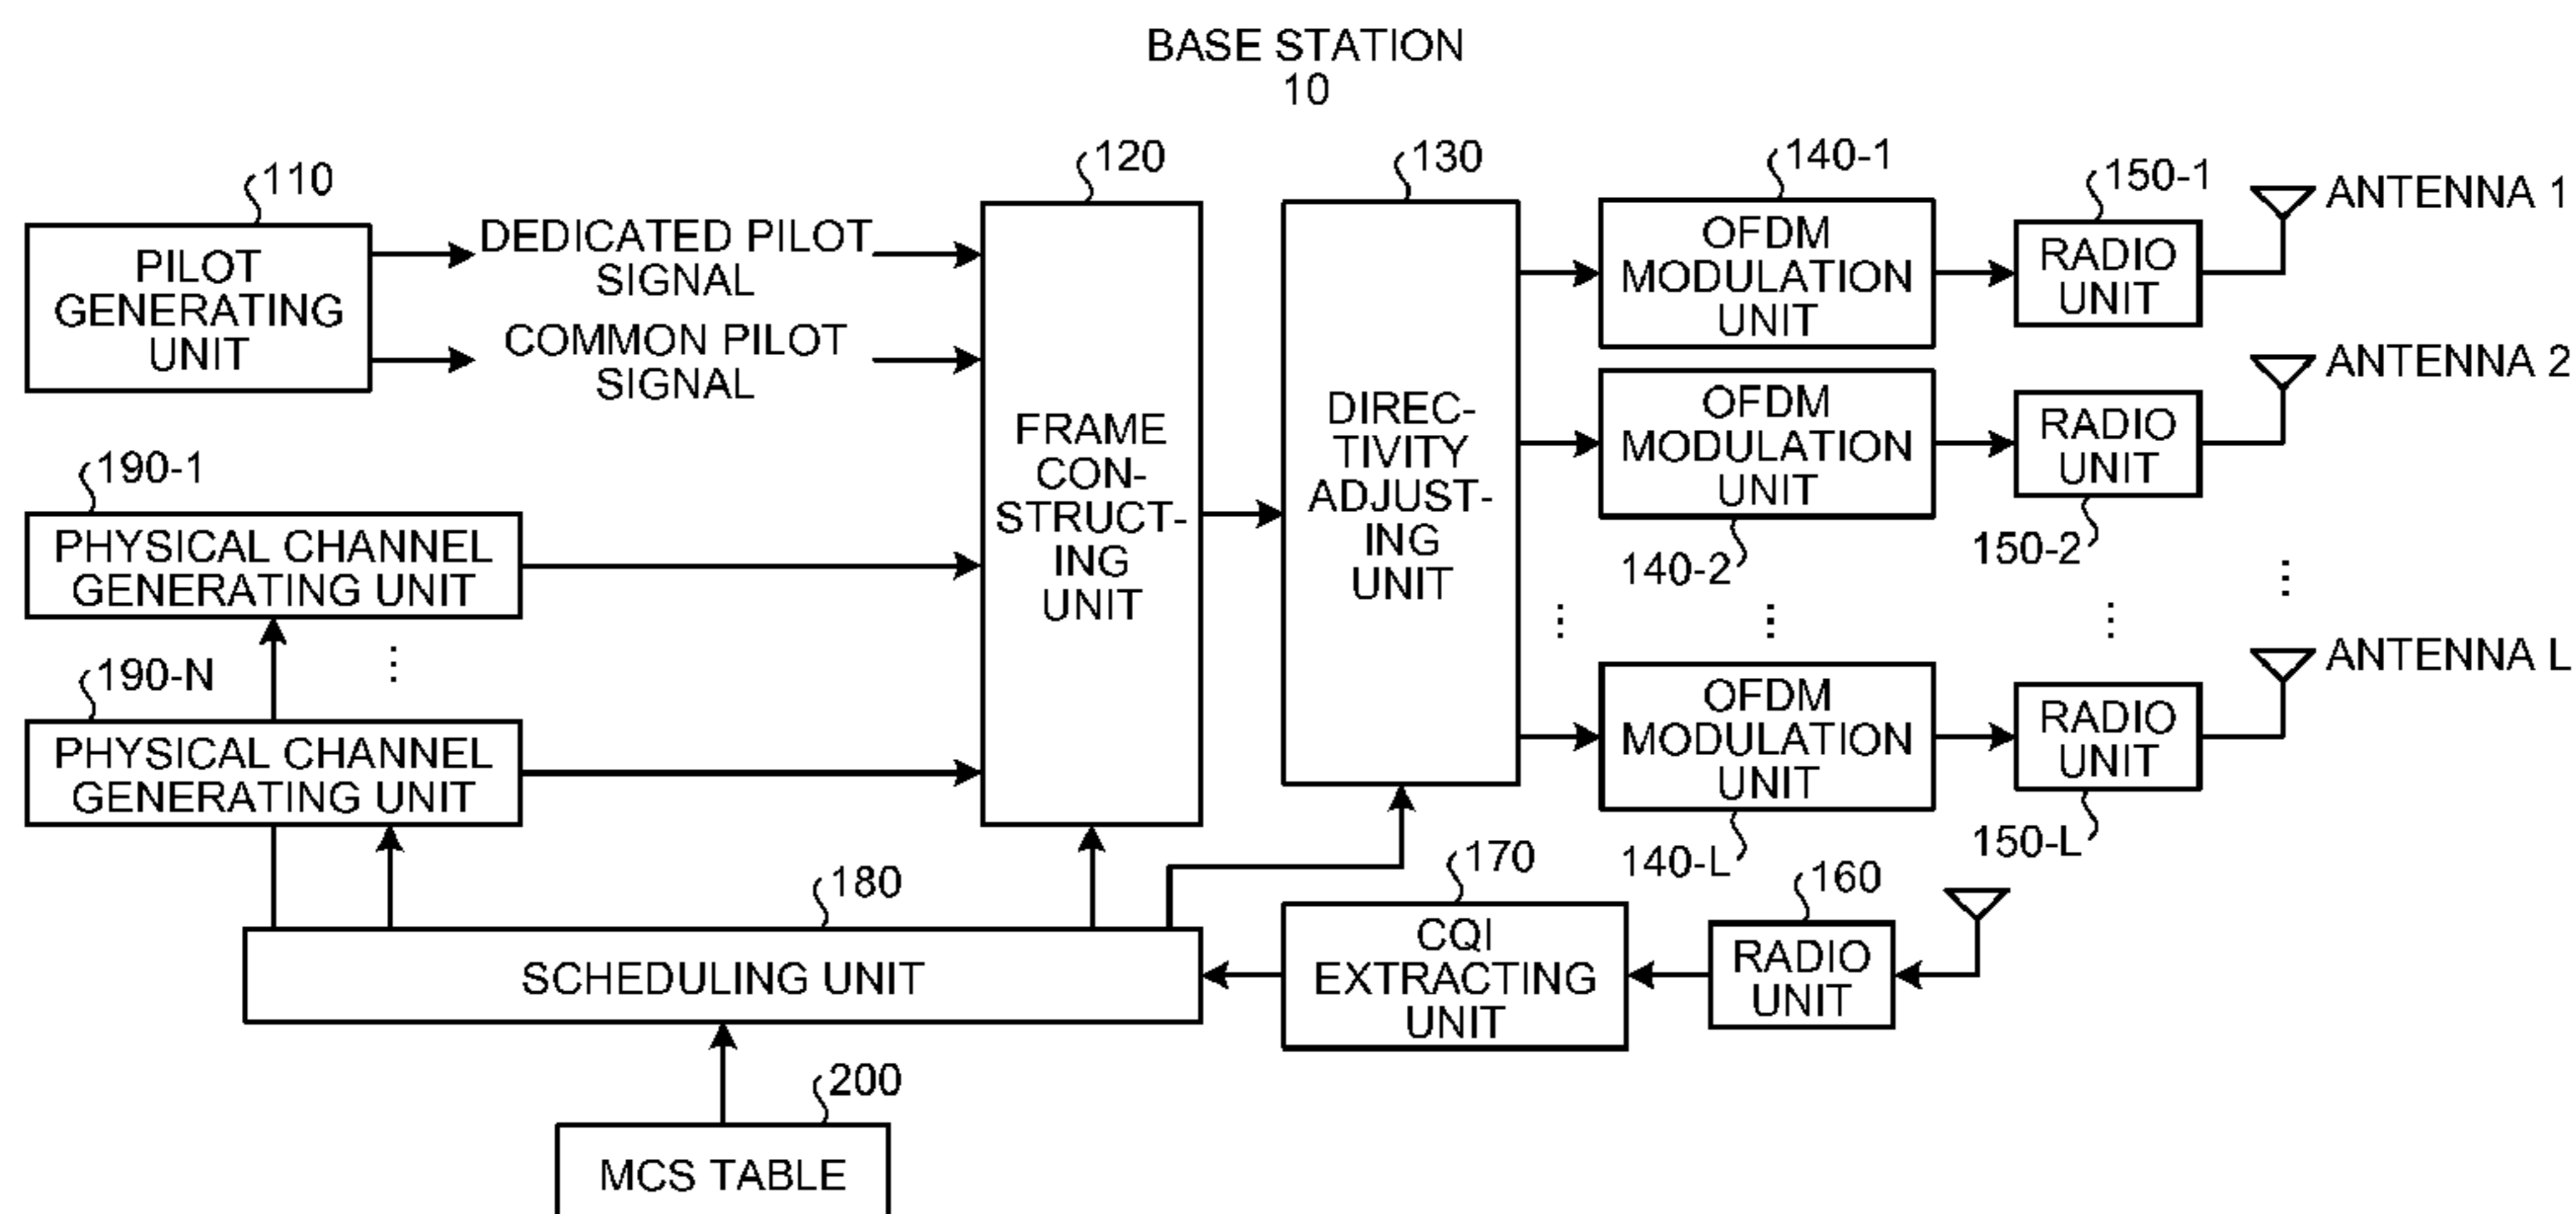 BASE STATION
10
110
PILOT
GENERATING
UNIT
DEDICATED PILOT
SIGNAL
COMMON PILOT
SIGNAL
120
FRAME
CON-
STRUCT-
ING
UNIT
130
DIREC-
TIVITY
ADJUST-
ING
UNIT
140-1
OFDM
MODULATION
UNIT
150-1
RADIO
UNIT
ANTENNA 1
OFDM
MODULATION
UNIT
140-2
RADIO
UNIT
150-2
ANTENNA 2
190-1
PHYSICAL CHANNEL
GENERATING UNIT
190-N
PHYSICAL CHANNEL
GENERATING UNIT
OFDM
MODULATION
UNIT
140-L
RADIO
UNIT
150-L
ANTENNA L
180
SCHEDULING UNIT
170
CQI
EXTRACTING
UNIT
160
RADIO
UNIT
200
MCS TABLE